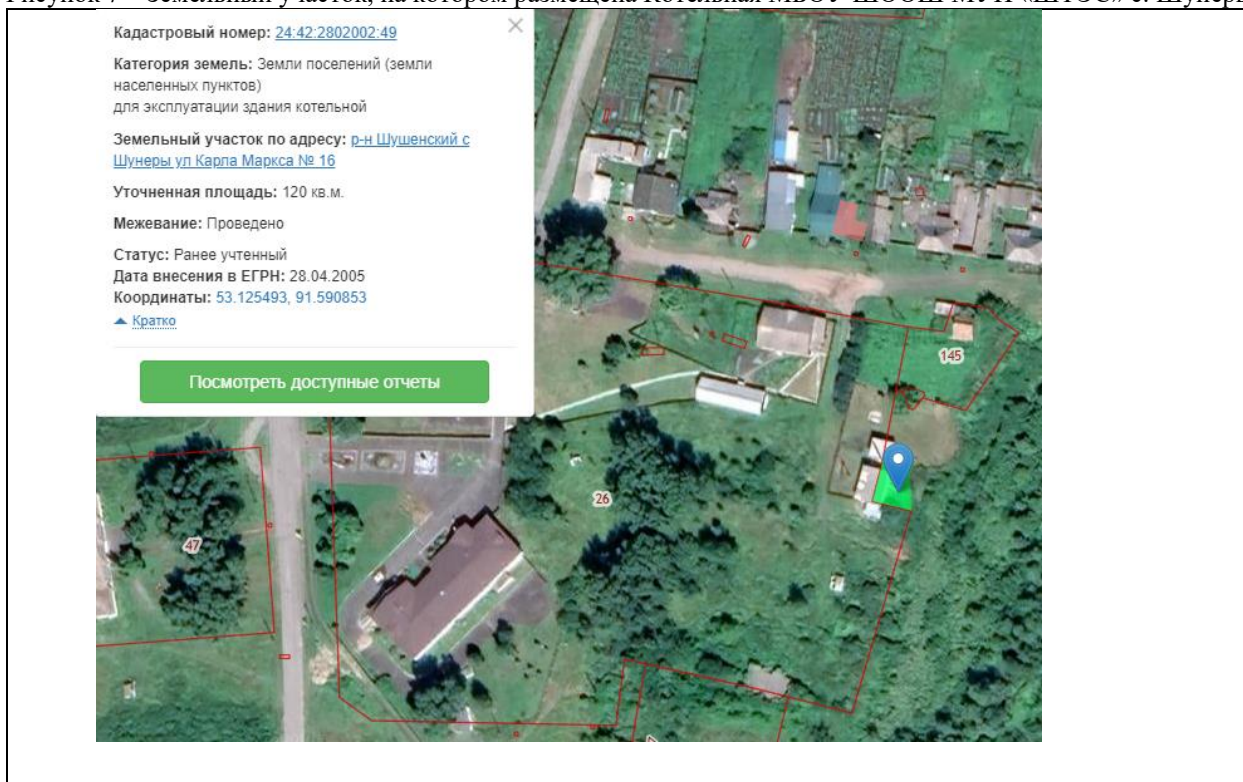 Кадастровый номер: 24:42:2802002:49
Категория земель: Земли поселений (земли
населенных пунктов)
для эксплуатации здания котельной
Земельный участок по адресу: р-н Шушенский с
Шунеры ул Карла Маркса № 16
Уточненная площадь: 120 кв.м.
Межевание: Проведено
Статус: Ранее учтенный
Дата внесения в ЕГРН: 28.04.2005
Координаты: 53.125493, 91.590853
Кратко
Посмотреть доступные отчеты
145
26
47